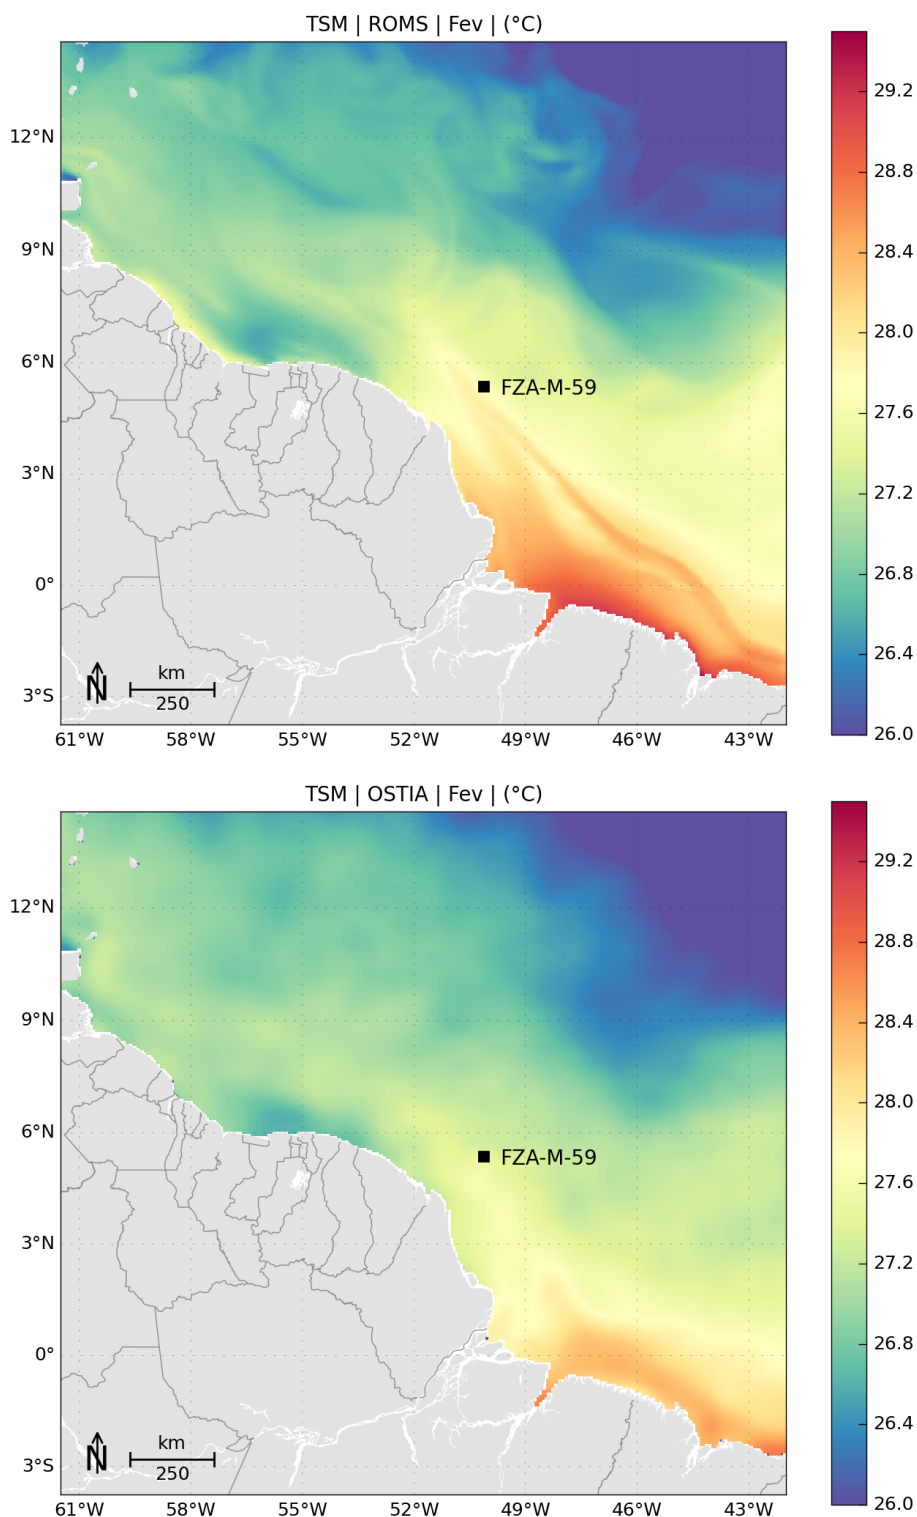 TSM | ROMS | Fev | (°C)
12°N
9°N
6°N
3°N
0°
3°S
FZA-M-59
N
km
250
61°W 58°W 55°W 52°W 49°W 46°W 43°W
29.2
28.8
28.4
28.0
27.6
27.2
26.8
26.4
26.0
TSM | OSTIA | Fev | (°C)
12°N
9°N
6°N
3°N
0°
3°S
FZA-M-59
N
km
250
61°W 58°W 55°W 52°W 49°W 46°W 43°W
29.2
28.8
28.4
28.0
27.6
27.2
26.8
26.4
26.0